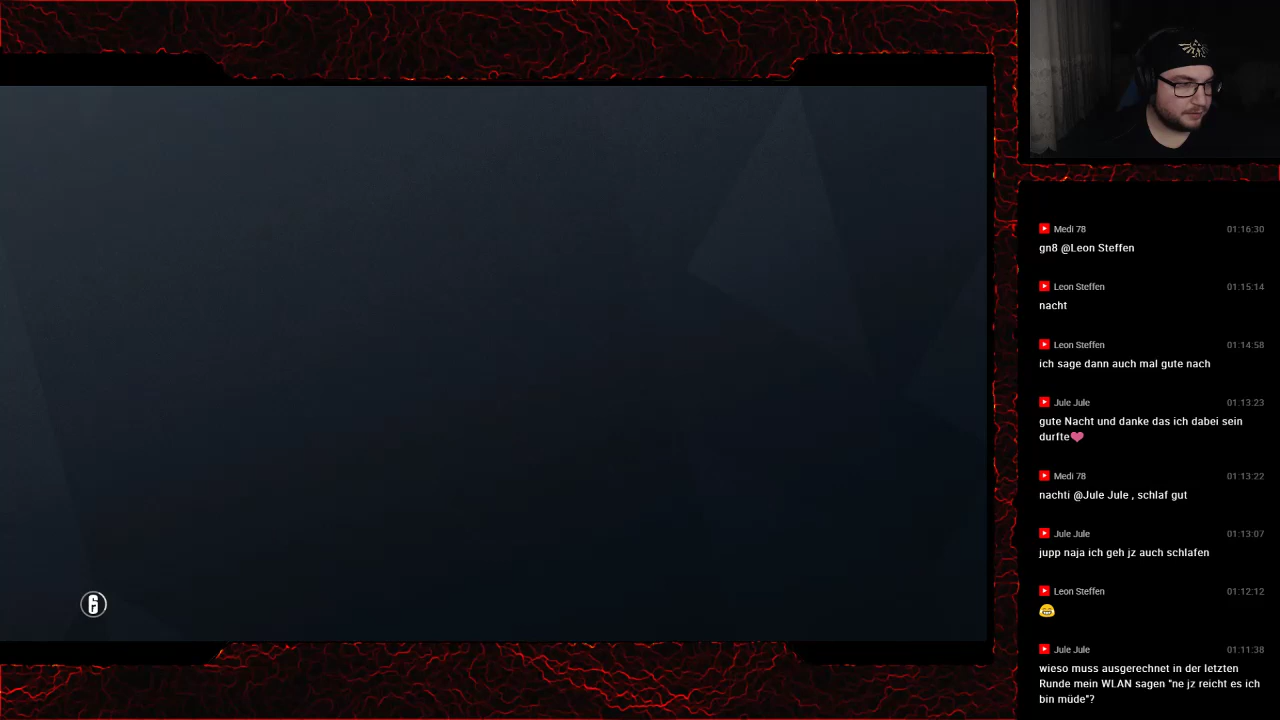 Medi 78 01:16:30
gn8 @Leon Steffen
Leon Steffen 01:15:14
nacht
Leon Steffen 01:14:58
ich sage dann auch mal gute nach
Jule Jule 01:13:23
gute Nacht und danke das ich dabei sein
durfte
Medi 78 01:13:22
nachti @Jule Jule , schlaf gut
Jule Jule 01:13:07
jupp naja ich geh jz auch schlafen
Leon Steffen 01:12:12
Jule Jule 01:11:38
wieso muss ausgerechnet in der letzten
Runde mein WLAN sagen "ne jz reicht es ich
bin müde"?
6